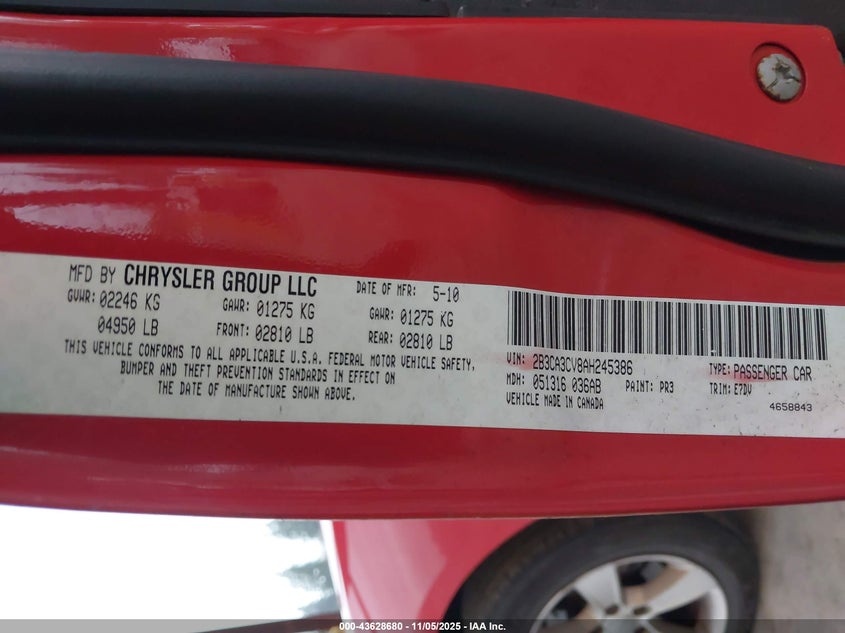 MFD BY CHRYSLER GROUP LLC
DATE OF MFR: 5-10
GVWR: 02246 KG
GAWR: 01275 KG
GAWR: 01275 KG
04950 LB
FRONT: 02810 LB
REAR: 02810 LB
THIS VEHICLE CONFORMS TO ALL APPLICABLE U.S.A. FEDERAL MOTOR VEHICLE SAFETY,
BUMPER AND THEFT PREVENTION STANDARDS IN EFFECT ON
THE DATE OF MANUFACTURE SHOWN ABOVE.
VIN: 2B3CA3CV8AH245386
TYPE: PASSENGER CAR
MDH: 051316 036AB
PAINT: PR3
TRIM: E7DV
VEHICLE MADE IN CANADA
4658843
000-43628680 - 11/05/2025 - IAA Inc.